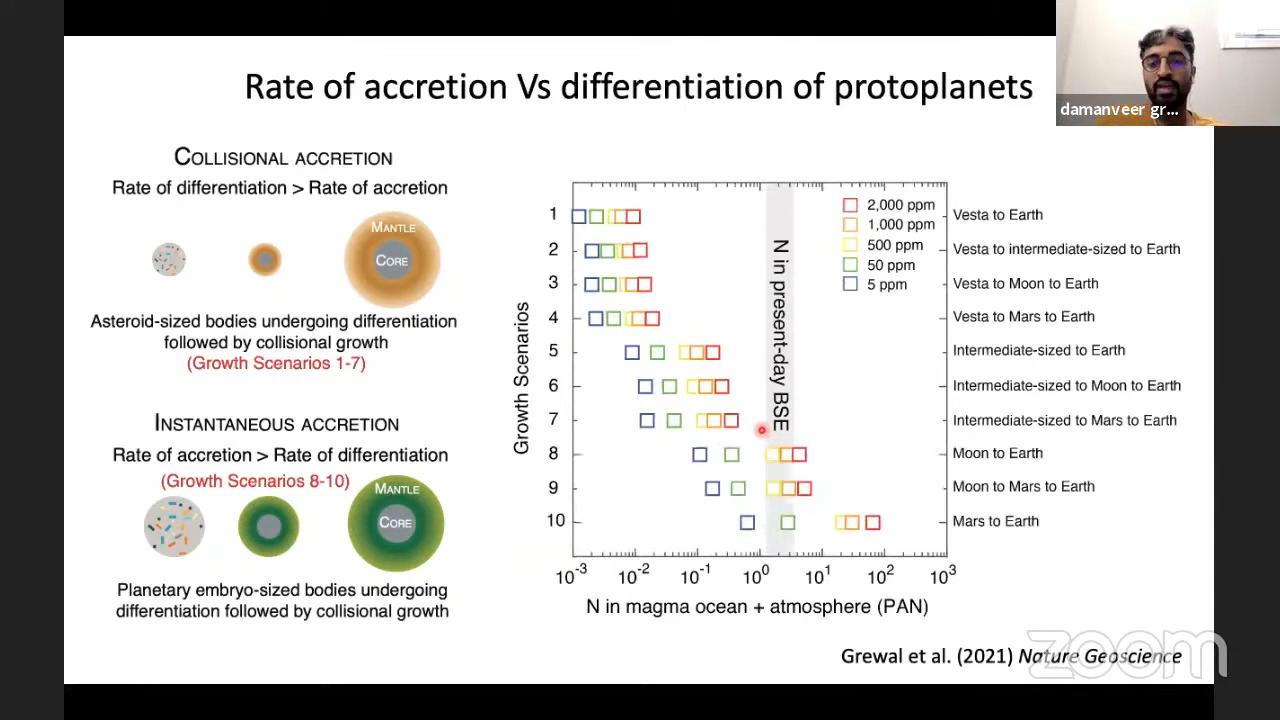 Rate of accretion Vs differentiation of protoplanets
damanveer gr...
COLLISIONAL ACCRETION
Rate of differentiation > Rate of accretion
MANTLE
CORE
Asteroid-sized bodies undergoing differentiation
followed by collisional growth
(Growth Scenarios 1-7)
INSTANTANEOUS ACCRETION
Rate of accretion > Rate of differentiation
(Growth Scenarios 8-10)
MANTLE
CORE
Planetary embryo-sized bodies undergoing
differentiation followed by collisional growth
Growth Scenarios
1
2
3
4
5
6
7
8
9
10
N in present-day BSE
2,000 ppm
1,000 ppm
500 ppm
50 ppm
5 ppm
Vesta to Earth
Vesta to intermediate-sized to Earth
Vesta to Moon to Earth
Vesta to Mars to Earth
Intermediate-sized to Earth
Intermediate-sized to Moon to Earth
Intermediate-sized to Mars to Earth
Moon to Earth
Moon to Mars to Earth
Mars to Earth
10⁻³ 10⁻² 10⁻¹ 10⁰ 10¹ 10² 10³
N in magma ocean + atmosphere (PAN)
Grewal et al. (2021) Nature Geoscience
zoom